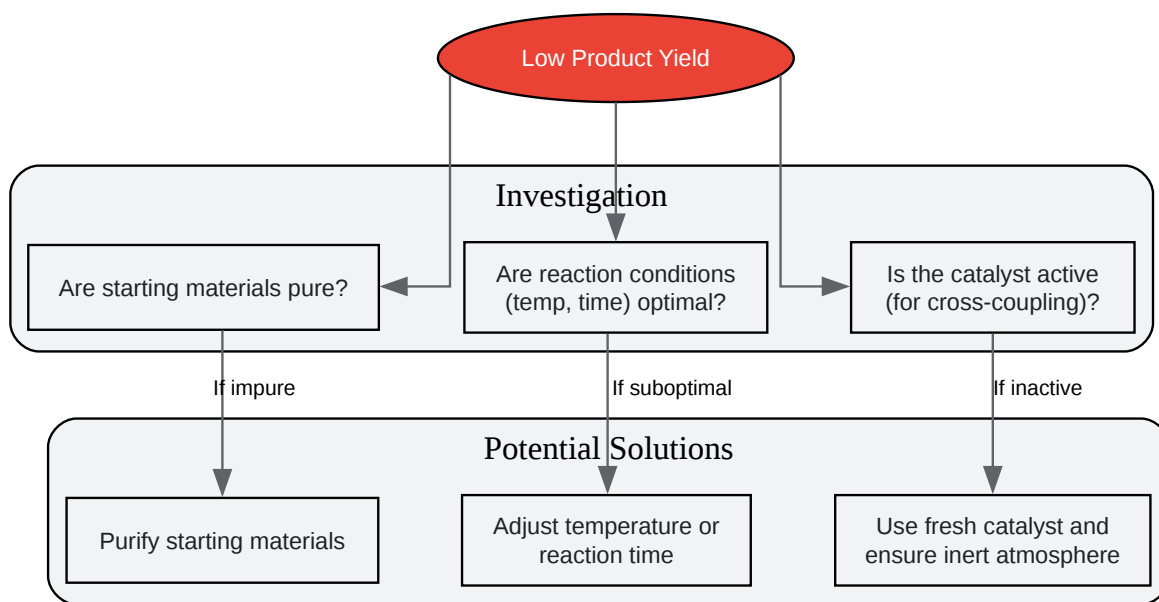 Low Product Yield
Investigation
Are starting materials pure?
Are reaction conditions
(temp, time) optimal?
Is the catalyst active
(for cross-coupling)?
If impure
If suboptimal
If inactive
Potential Solutions
Purify starting materials
Adjust temperature or
reaction time
Use fresh catalyst and
ensure inert atmosphere